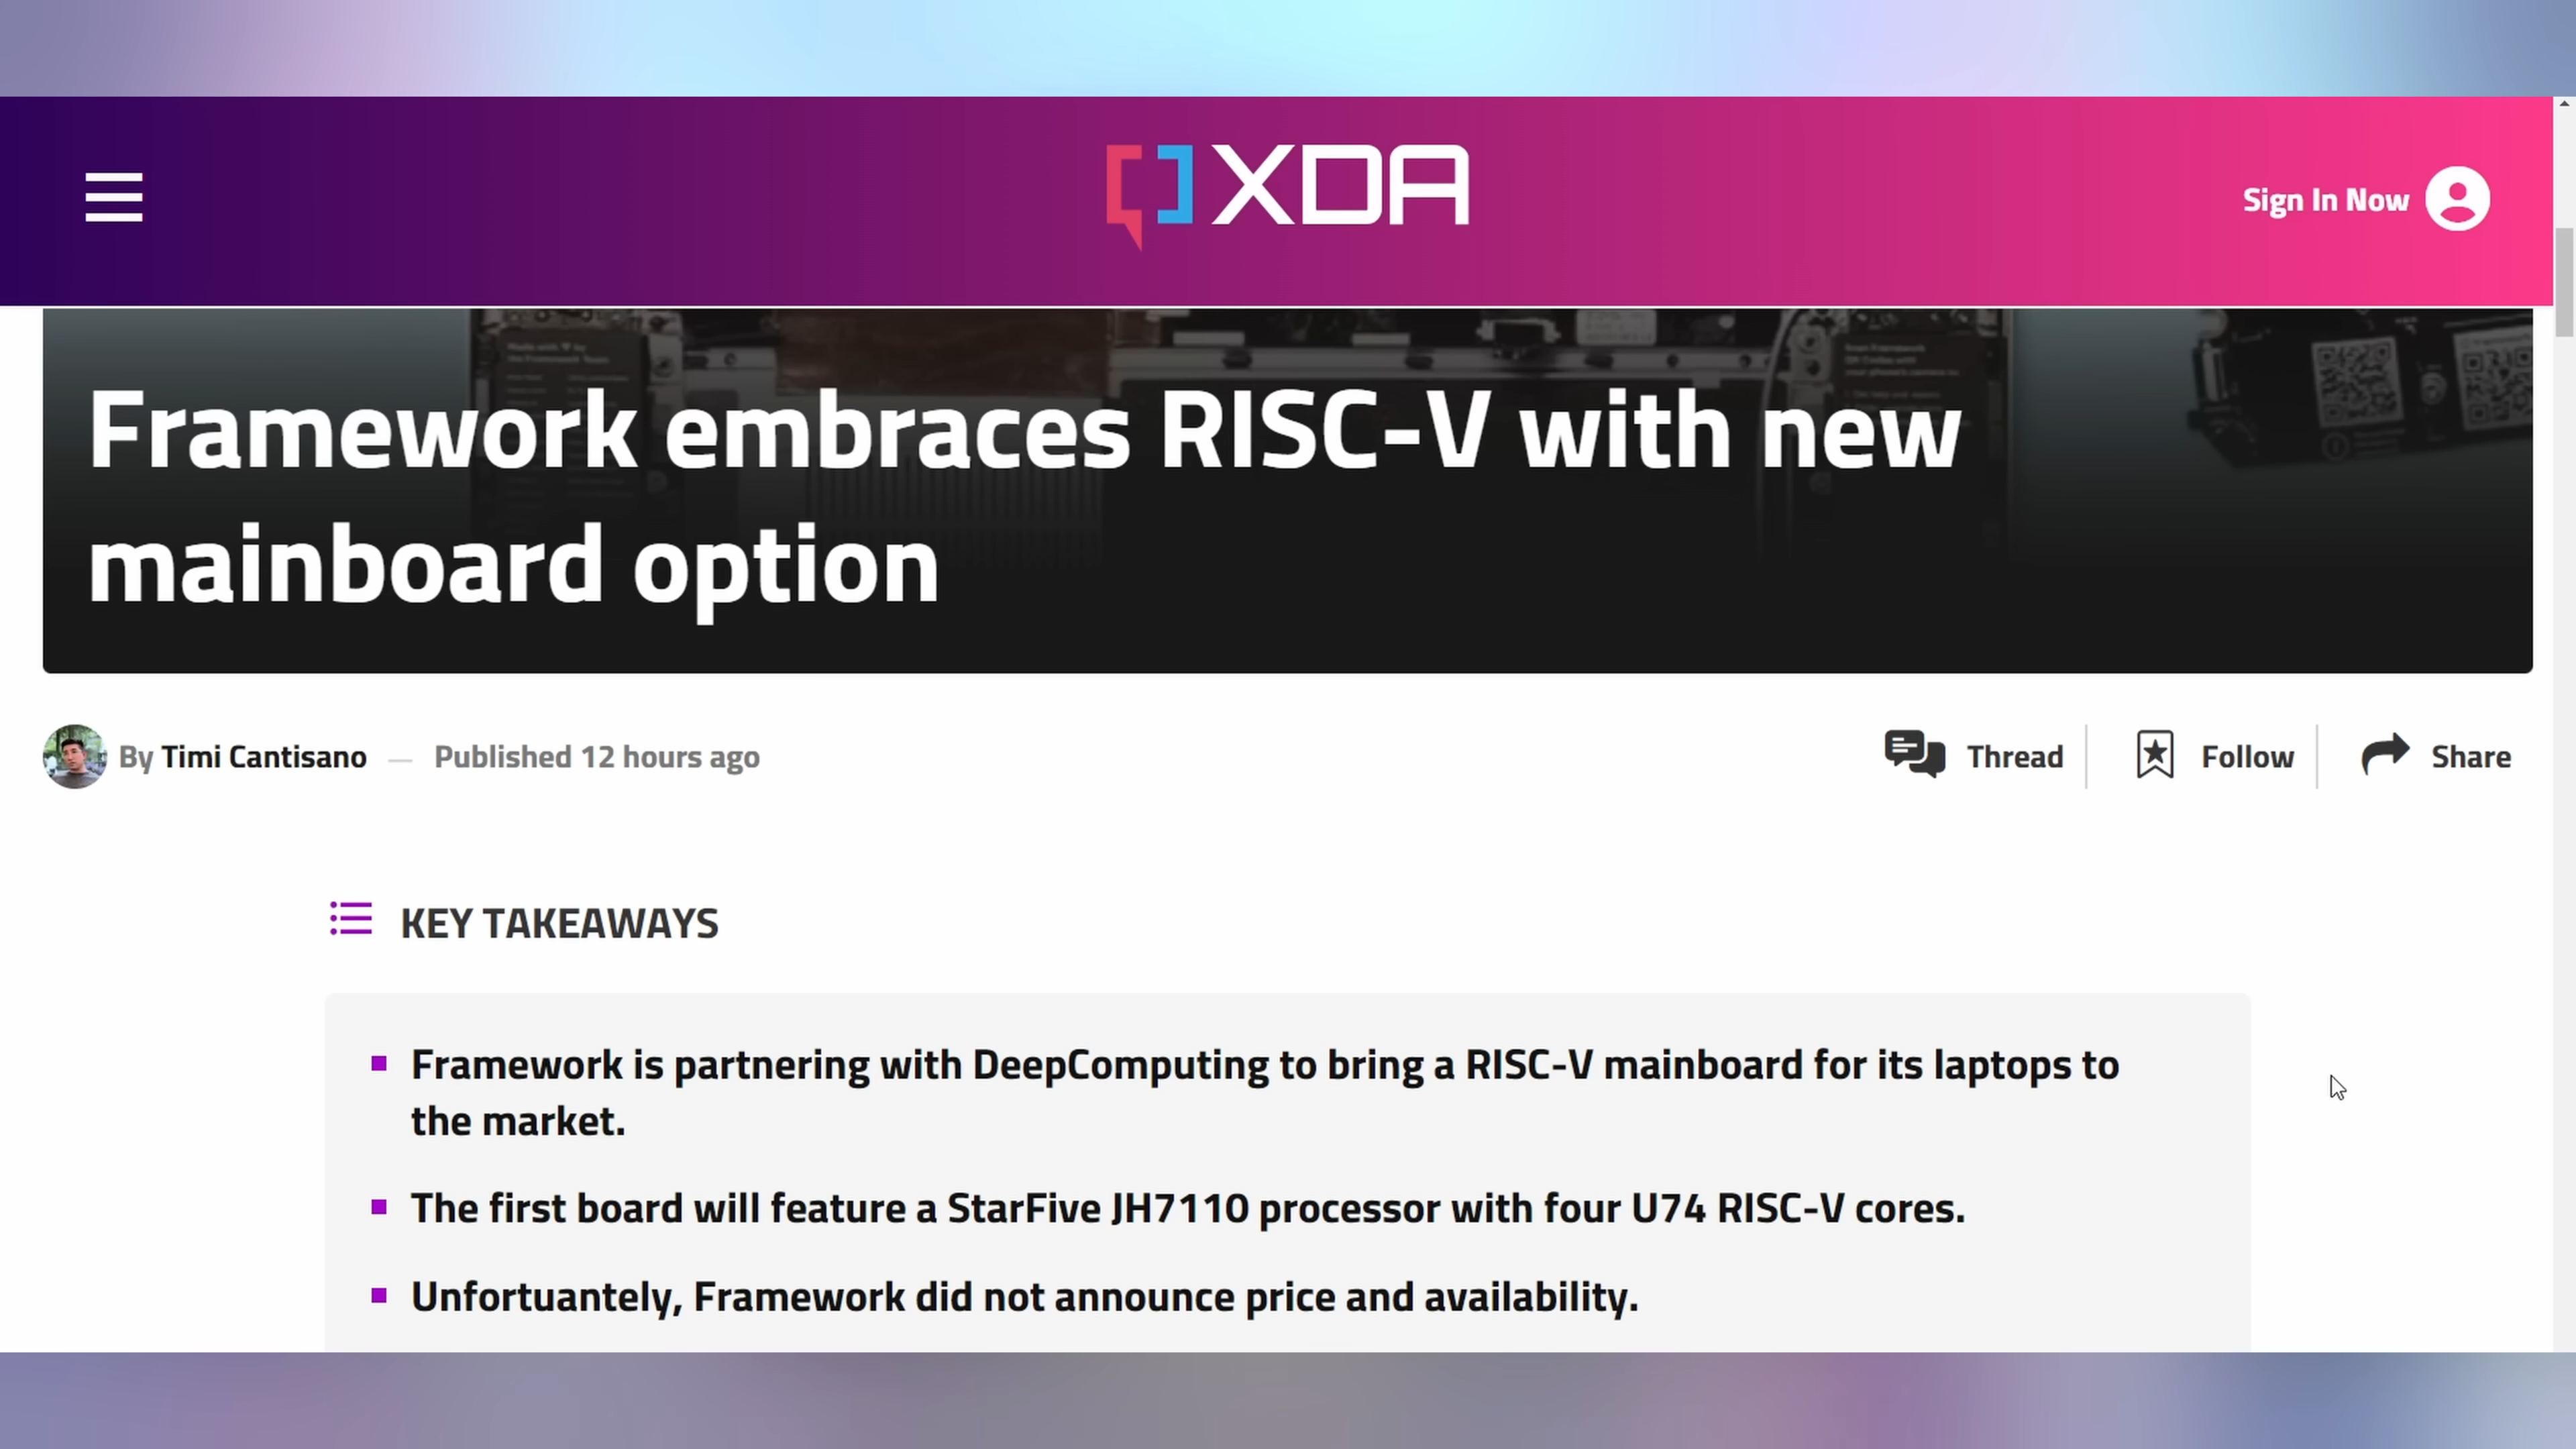 XDA
Sign In Now
Framework embraces RISC-V with new
mainboard option
By Timi Cantisano — Published 12 hours ago
Thread
Follow
Share
KEY TAKEAWAYS
Framework is partnering with DeepComputing to bring a RISC-V mainboard for its laptops to
the market.
The first board will feature a StarFive JH7110 processor with four U74 RISC-V cores.
Unfortuantely, Framework did not announce price and availability.